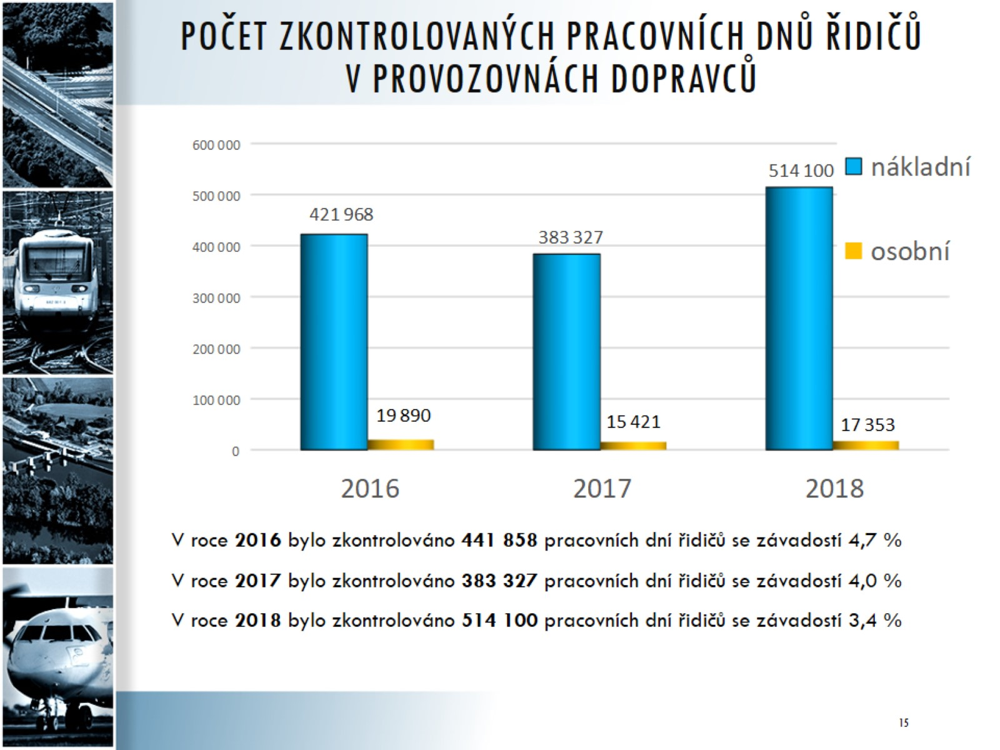 POČET ZKONTROLOVANÝCH PRACOVNÍCH DNŮ ŘIDIČŮ
V PROVOZOVNÁCH DOPRAVCŮ
600 000
500 000
400 000
300 000
200 000
100 000
0
421 968
19 890
383 327
15 421
514 100
17 353
nákladní
osobní
2016
2017
2018
V roce 2016 bylo zkontrolováno 441 858 pracovních dní řidičů se závadostí 4,7 %
V roce 2017 bylo zkontrolováno 383 327 pracovních dní řidičů se závadostí 4,0 %
V roce 2018 bylo zkontrolováno 514 100 pracovních dní řidičů se závadostí 3,4 %
15